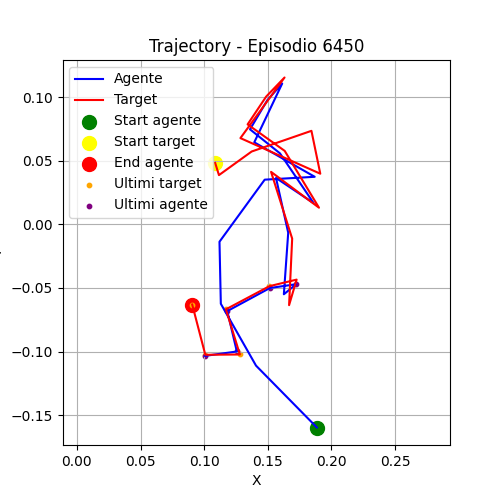 Trajectory - Episodio 6450
Agente
Target
Start agente
Start target
End agente
Ultimi target
Ultimi agente
0.10
0.05
0.00
−0.05
−0.10
−0.15
0.00 0.05 0.10 0.15 0.20 0.25
X